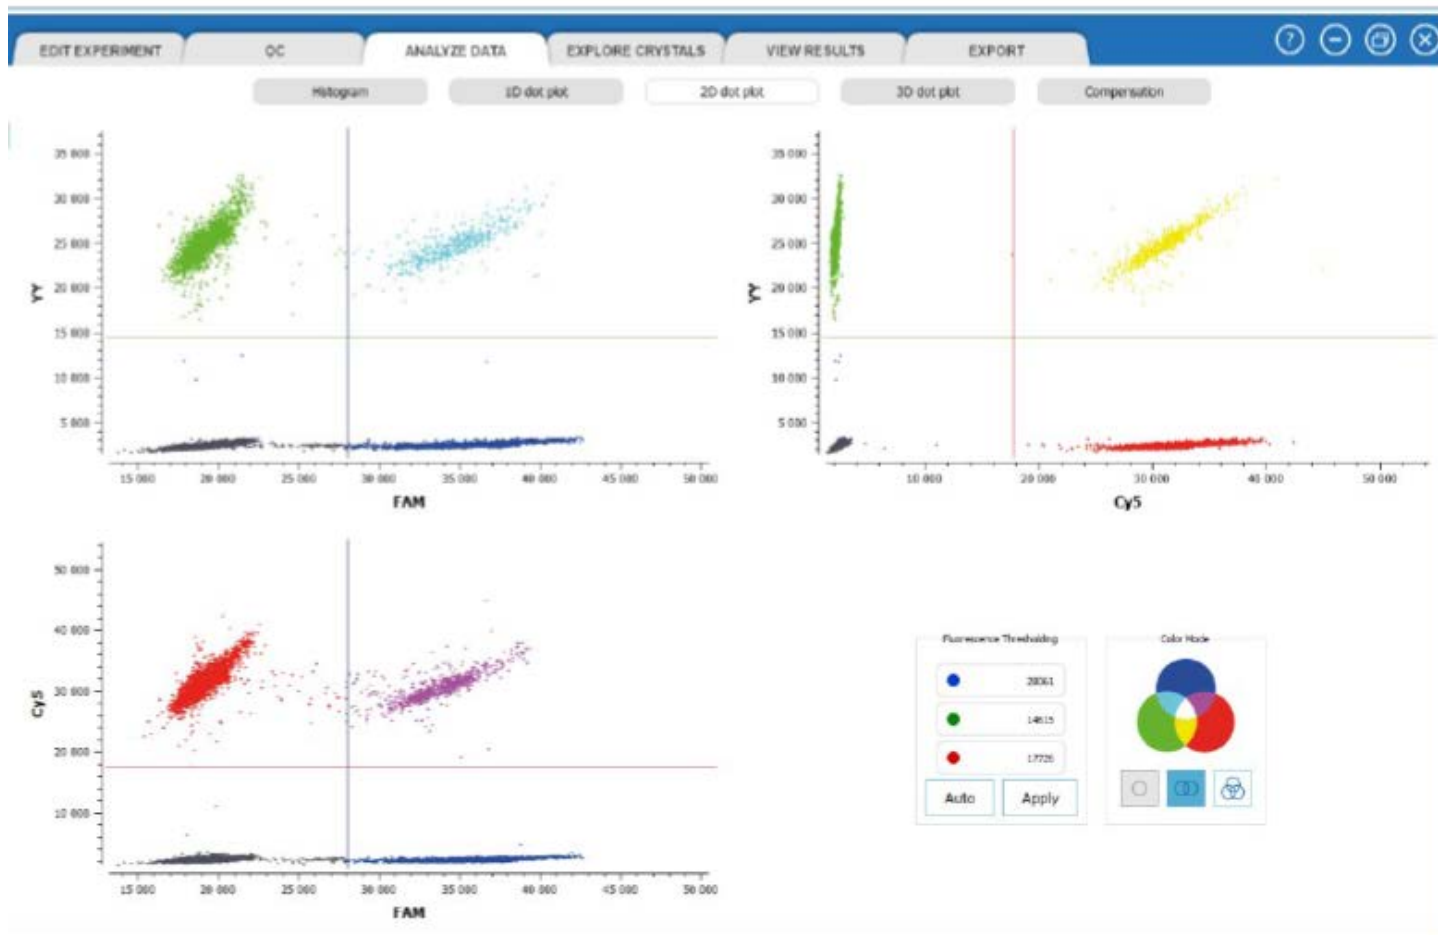 EDIT EXPERIMENT
QC
ANALYZE DATA
EXPLORE CRYSTALS
VIEW RESULTS
EXPORT
?
Histogram
1D dot plot
2D dot plot
3D dot plot
Compensation
YY
35 000
30 000
25 000
20 000
15 000
10 000
5 000
15 000
20 000
25 000
30 000
35 000
40 000
45 000
50 000
FAM
YY
35 000
30 000
25 000
20 000
15 000
10 000
5 000
10 000
20 000
30 000
40 000
50 000
Cy5
Cy5
50 000
40 000
30 000
20 000
10 000
15 000
20 000
25 000
30 000
35 000
40 000
45 000
50 000
FAM
Fluorescence Thresholding
28061
14615
17726
Auto
Apply
Color Mode